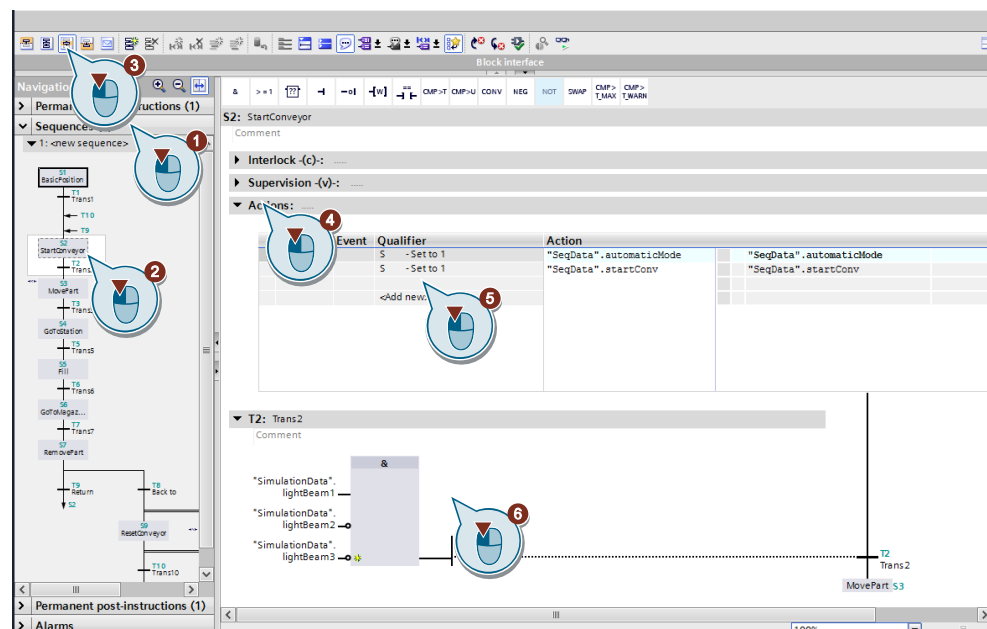 Block interface
3
Navigatio
Perma
uctions (1)
Sequences
1
1: <new sequence>
S1
BasicPosition
T1
Trans1
T10
T9
S2
StartConveyor
T2
Trans
2
S3
MovePart
T3
Trans
S4
GoToStation
T5
Trans5
S5
Fill
T6
Trans6
S6
GoToMagaz...
T7
Trans7
S7
RemovePart
T9
Return
S2
T8
Back to
S9
ResetConveyor
T10
Trans10
Permanent post-instructions (1)
Alarms
& >=1 [??] -[w] == CMP>T CMP>U CONV NEG NOT SWAP CMP> T_MAX CMP> T_WARN
S2: StartConveyor
Comment
Interlock -(c)-: .....
Supervision -(v)-: .....
Actions: .....
4
Event Qualifier Action
S - Set to 1 "SeqData".automaticMode "SeqData".automaticMode
S - Set to 1 "SeqData".startConv "SeqData".startConv
<Add new>
5
T2: Trans2
Comment
&
"SimulationData".
lightBeam1
"SimulationData".
lightBeam2
"SimulationData".
lightBeam3
6
T2
Trans2
MovePart S3
100%